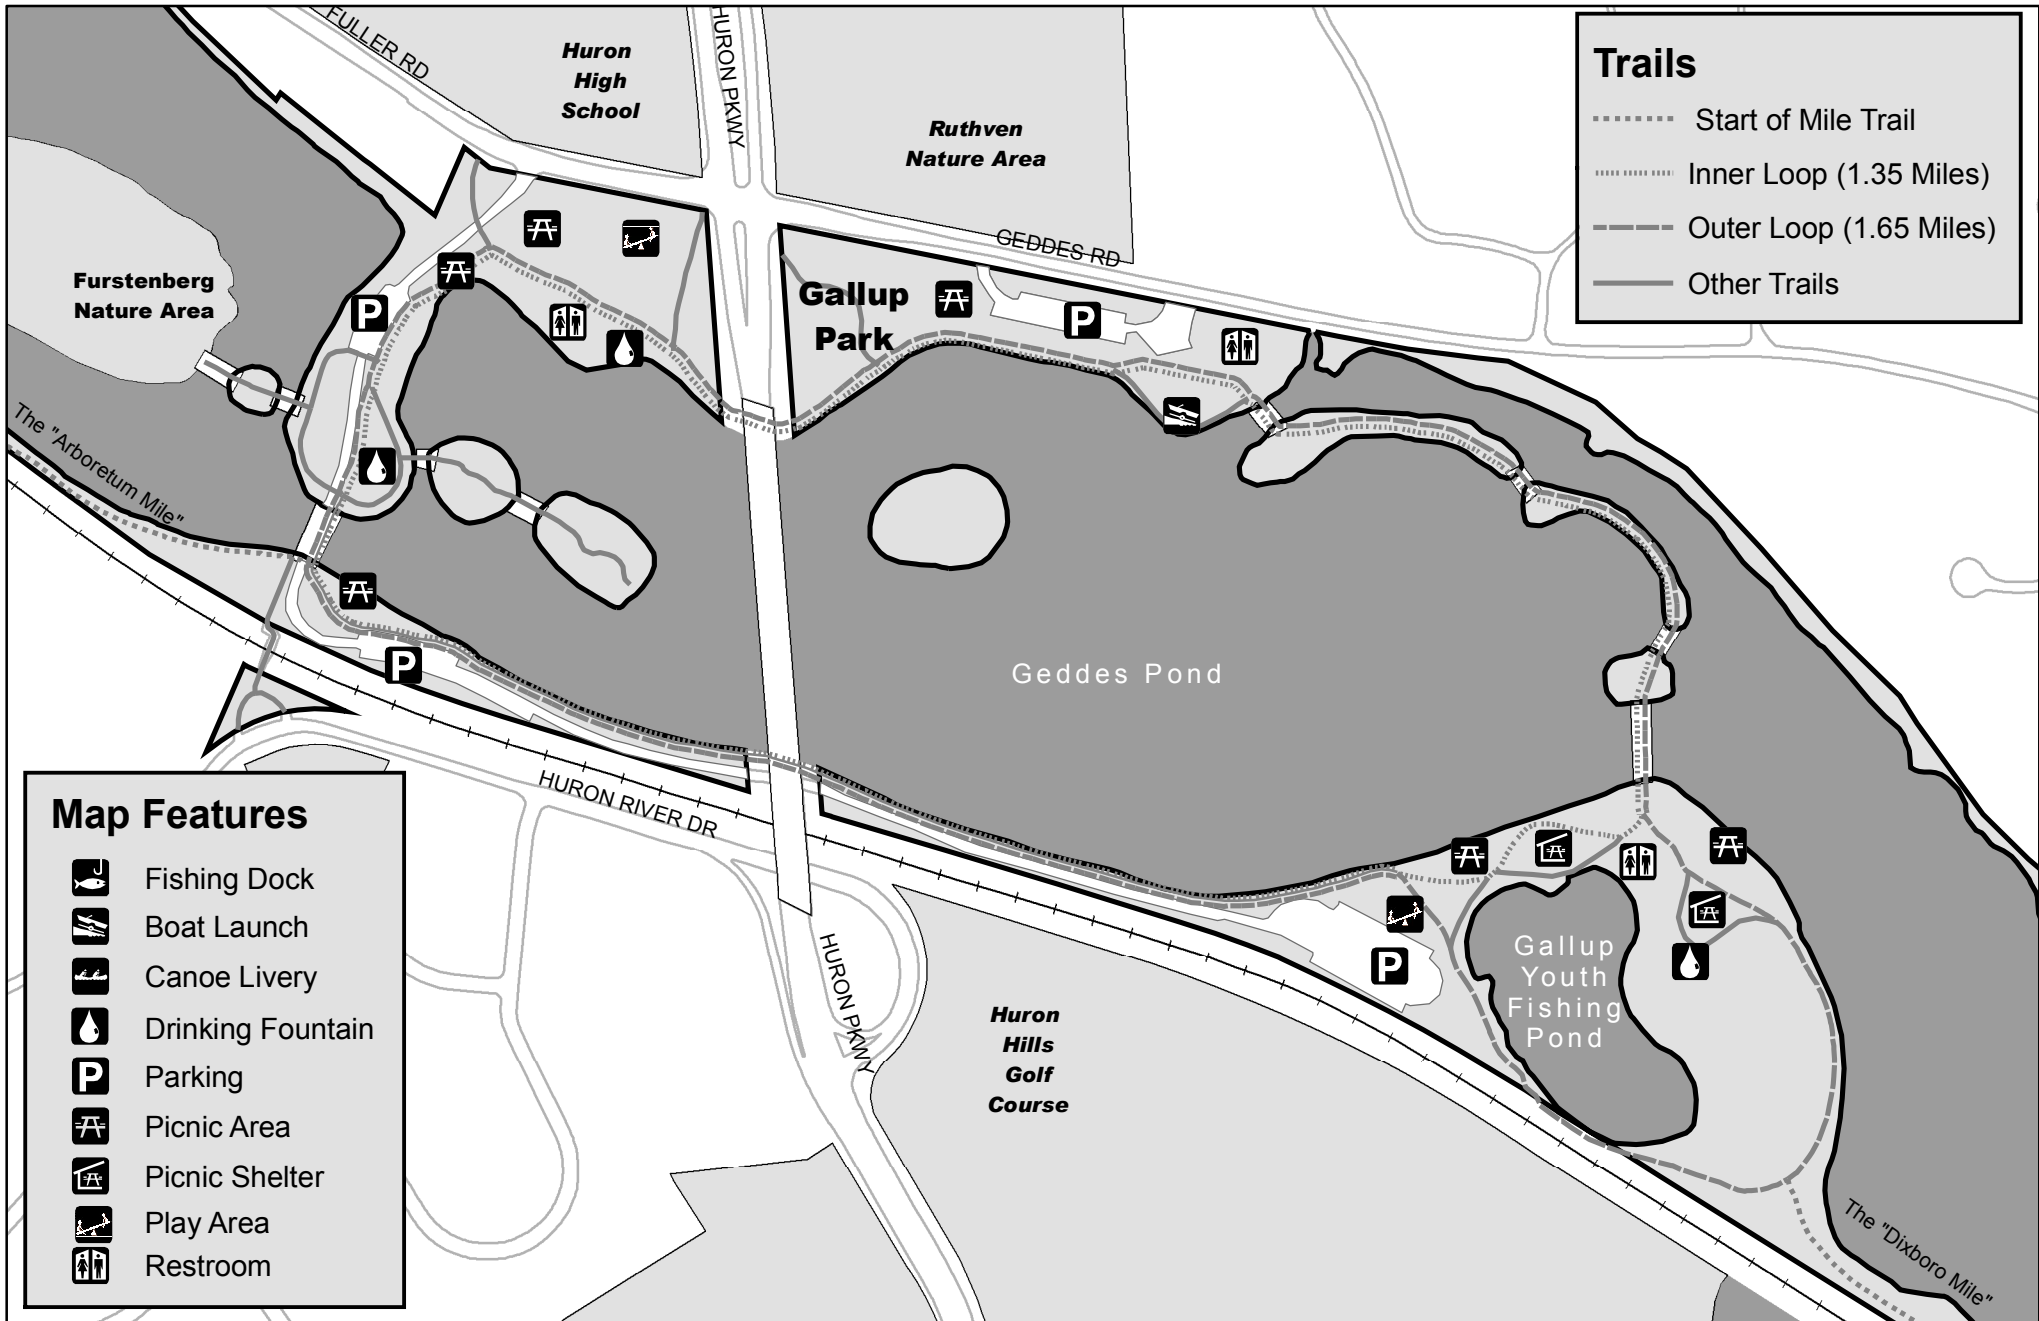 FULLER RD
Huron
High
School
HURON PKWY
Ruthven
Nature Area
GEDDES RD
Trails
Start of Mile Trail
Inner Loop (1.35 Miles)
Outer Loop (1.65 Miles)
Other Trails
Furstenberg
Nature Area
P
Gallup
Park
P
The "Arboretum Mile"
Geddes Pond
P
HURON RIVER DR
HURON PKWY
P
Gallup
Youth
Fishing
Pond
Huron
Hills
Golf
Course
The "Dixboro Mile"
Map Features
Fishing Dock
Boat Launch
Canoe Livery
Drinking Fountain
P Parking
Picnic Area
Picnic Shelter
Play Area
Restroom